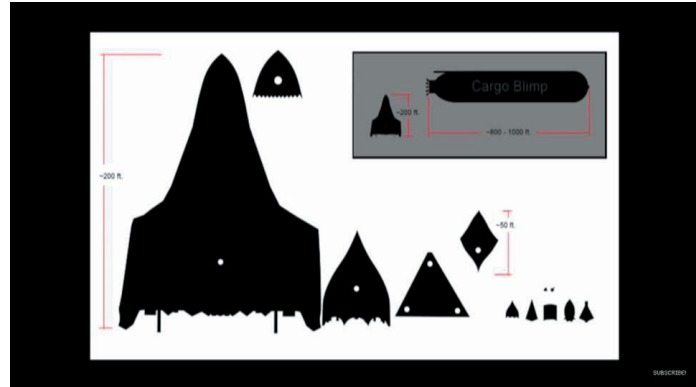 Cargo Blimp
~200 ft.
~800 - 1000 ft.
~200 ft.
~50 ft.
SUBSCRIBE!